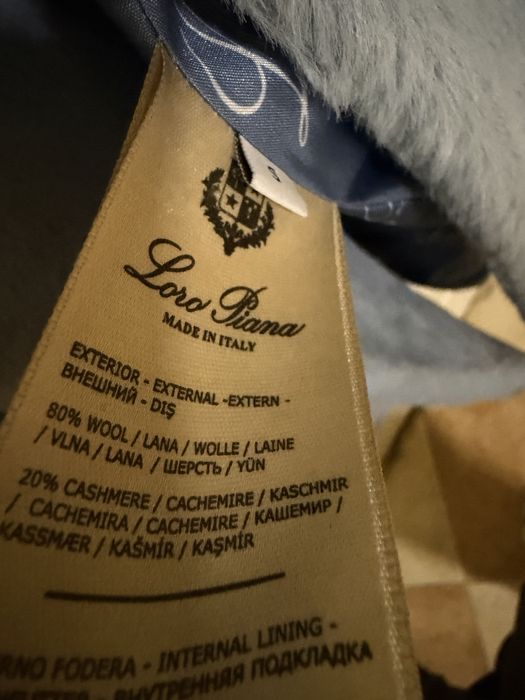 Loro Piana
MADE IN ITALY
EXTERIOR - EXTERNAL -EXTERN -
ВНЕШНИЙ - DIŞ
80% WOOL / LANA / WOLLE / LAINE
/ VLNA / LANA / ШЕРСТЬ / YÜN
20% CASHMERE / CACHEMIRE / KASCHMIR
/ CACHEMIRA / CACHEMIRE / КАШЕМИР /
KASSMÆR / KAŠMÍR / KAŞMİR
RNO FODERA - INTERNAL LINING -
- ВНУТРЕННЯЯ ПОДКЛАДКА